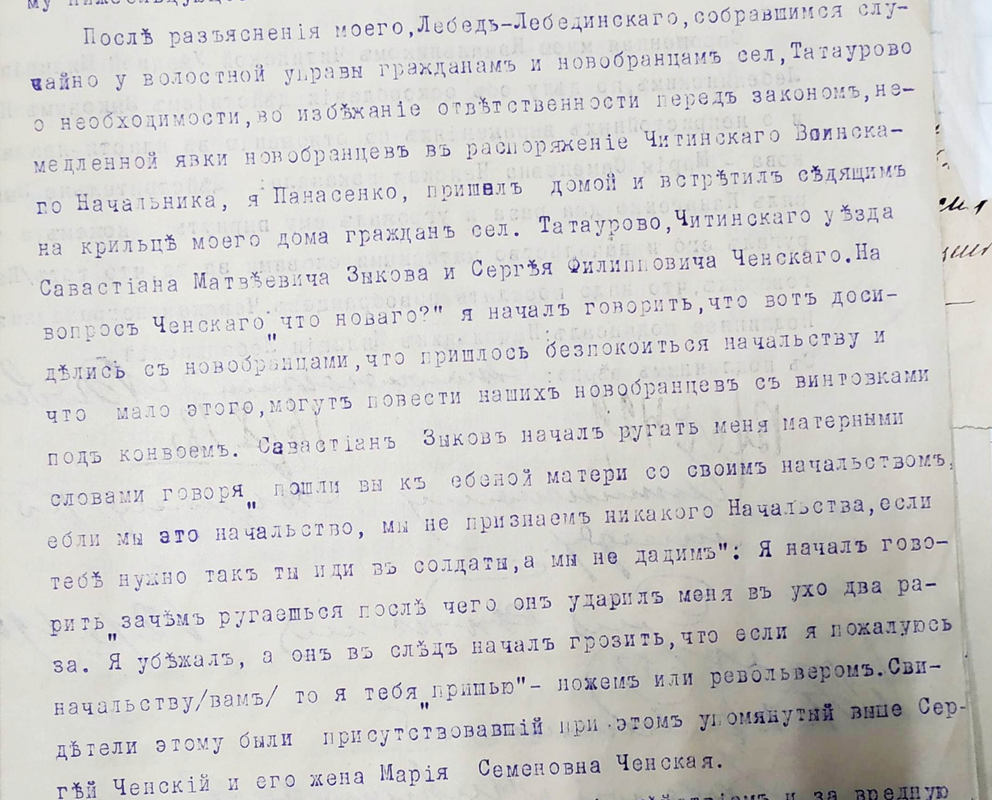 му
Послѣ разъясненія моего,Лебедь-Лебединскаго,собравшимся слу-
чайно у волостной управы гражданамъ и новобранцамъ сел,Татаурово
о необходимости,во избѣжаніе отвѣтственности передъ закономъ,не-
медленной явки новобранцевъ въ распоряженіе Читинскаго Воинска-
го Начальника, я Панасенко, пришелъ домой и встрѣтилъ сѣдящимъ
на крильцѣ моего дома гражданъ сел. Татаурово,Читинскаго уѣзда
Савастіана Матвѣевича Зыкова и Сергѣя Филипповича Ченскаго.На
вопросъ Ченскаго „что новаго?" я началъ говорить,что вотъ доси-
дѣлись съ новобранцами,что пришлось безпокоиться начальству и
что мало этого,могутъ повести нашихъ новобранцевъ съ винтовками
подъ конвоемъ. Савастіанъ Зыковъ началъ ругать меня матерными
словами говоря „ пошли вы къ ебеной матери со своимъ начальствомъ,
ебли мы это начальство, мы не признаемъ никакого Начальства,если
тебѣ нужно такъ ты иди въ солдаты,а мы не дадимъ": Я началъ гово-
рить „зачѣмъ ругаешься послѣ чего онъ ударилъ меня въ ухо два ра-
за. Я убѣжалъ, а онъ въ слѣдъ началъ грозить,что если я пожалуюсь
начальству/вамъ/ то я тебя „пришью"- ножемъ или револьверомъ.Сви-
дѣтели этому были присутствовавшій при этомъ упомянутый выше Сер-
гѣй Ченскій и его жена Марія Семеновна Ченская.
и за вредную